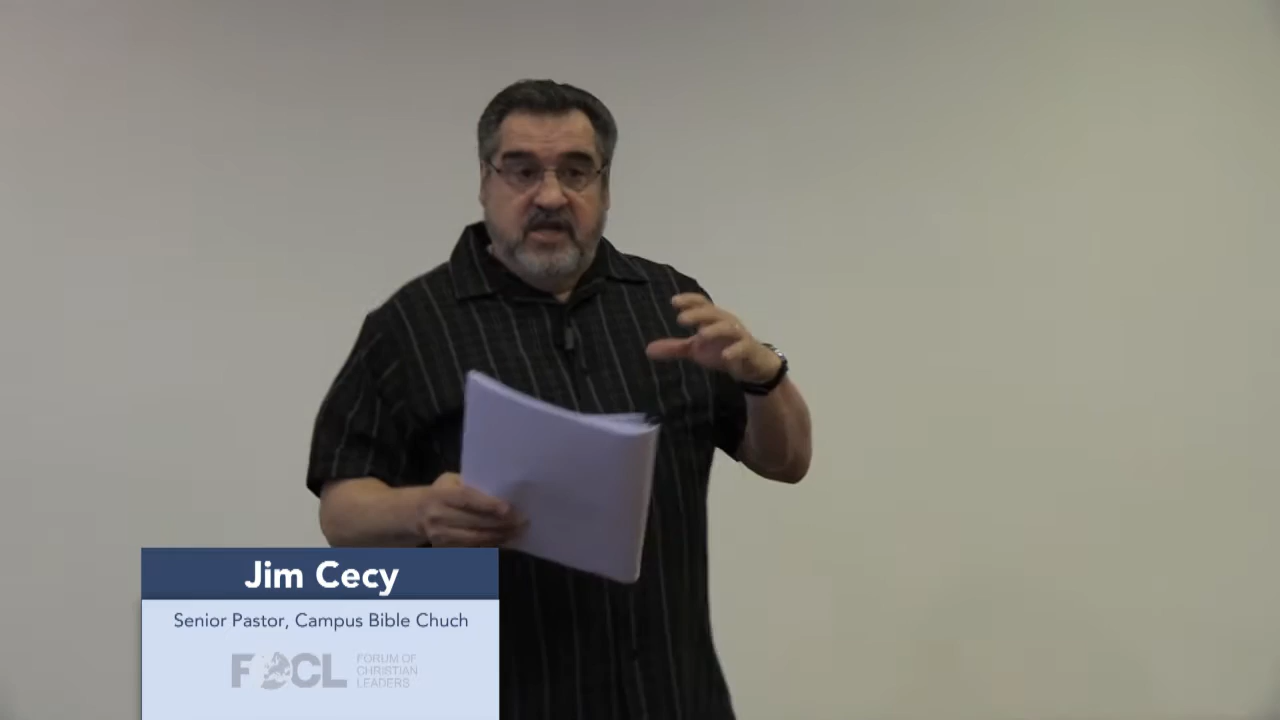 Jim Cecy
Senior Pastor, Campus Bible Chuch
FOCL
FORUM OF
CHRISTIAN
LEADERS